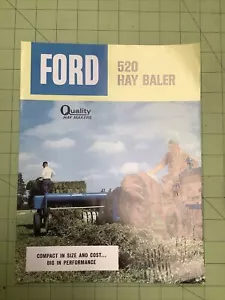 FORD
520
HAY BALER
Quality
HAY MAKERS
COMPACT IN SIZE AND COST...
BIG IN PERFORMANCE